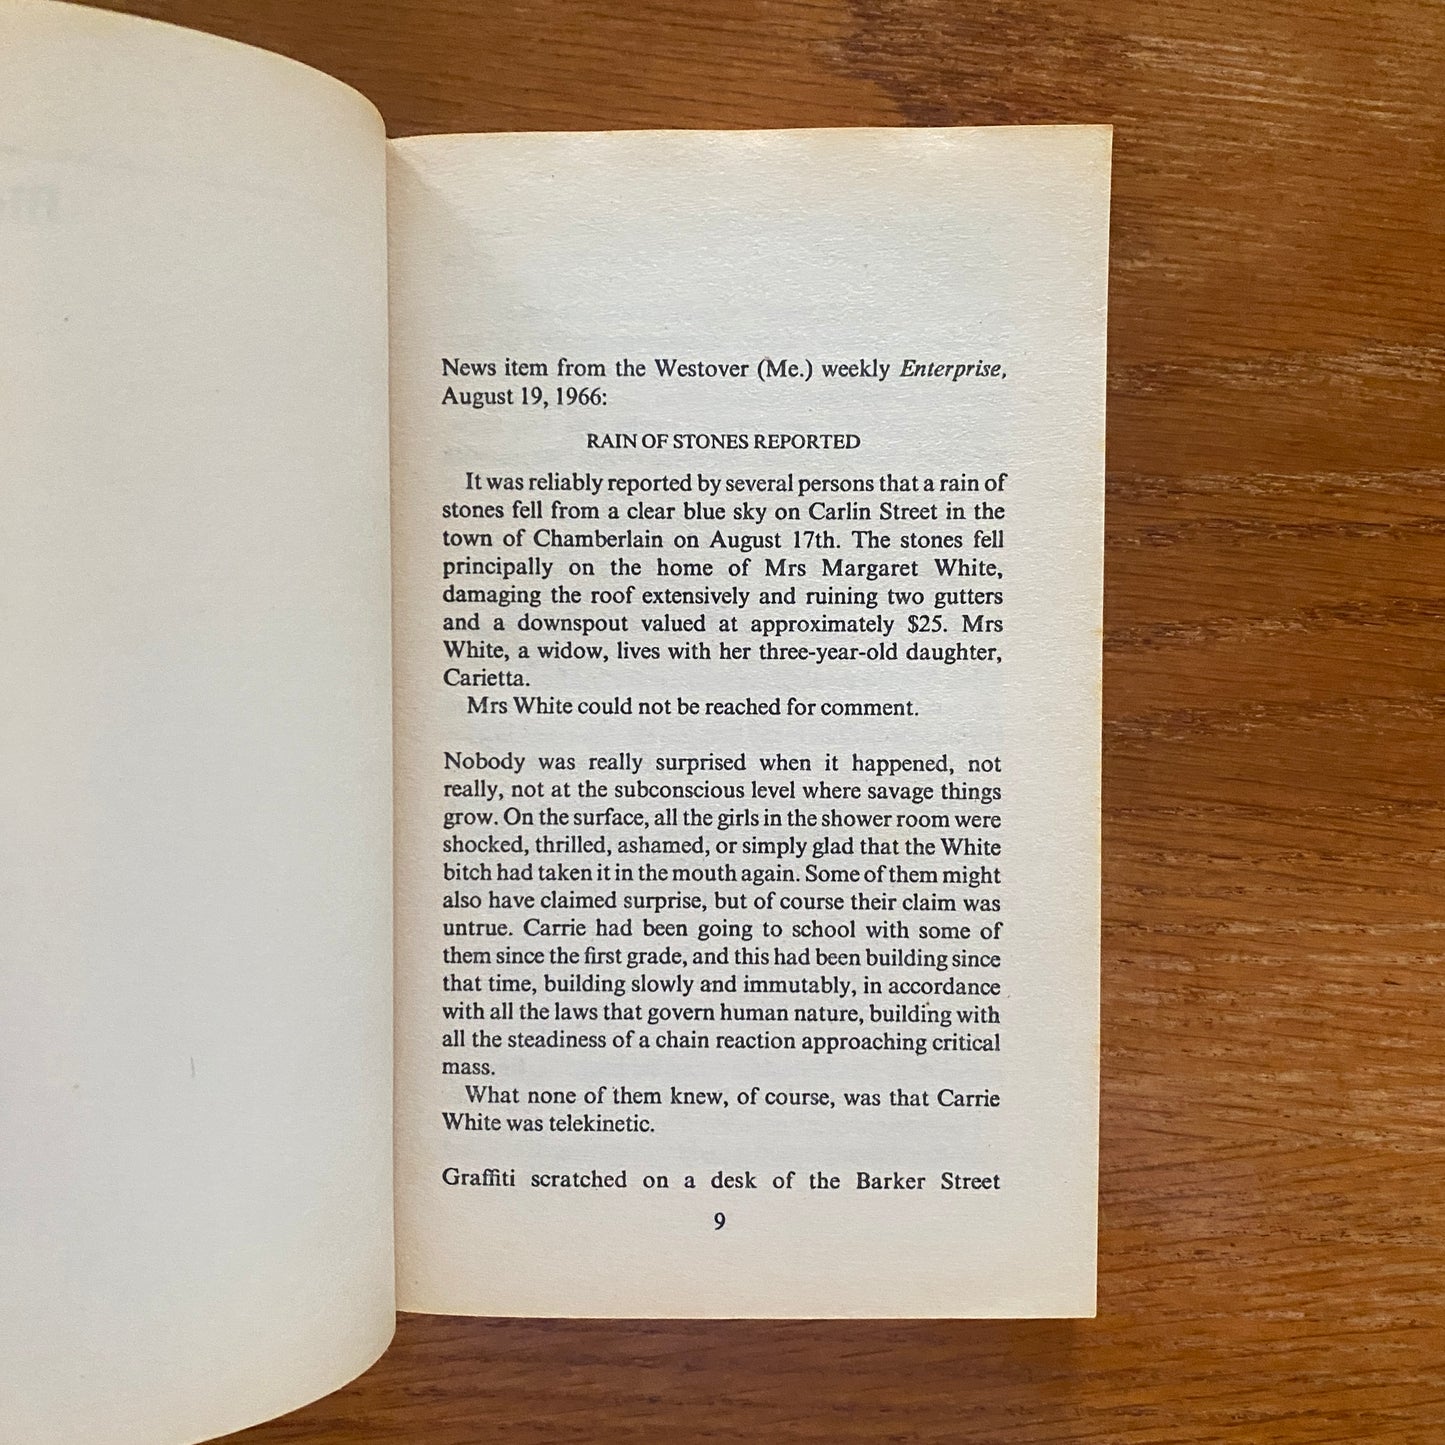 News item from the Westover (Me.) weekly Enterprise,
August 19, 1966:
RAIN OF STONES REPORTED
It was reliably reported by several persons that a rain of
stones fell from a clear blue sky on Carlin Street in the
town of Chamberlain on August 17th. The stones fell
principally on the home of Mrs Margaret White,
damaging the roof extensively and ruining two gutters
and a downspout valued at approximately $25. Mrs
White, a widow, lives with her three-year-old daughter,
Carietta.
Mrs White could not be reached for comment.
Nobody was really surprised when it happened, not
really, not at the subconscious level where savage things
grow. On the surface, all the girls in the shower room were
shocked, thrilled, ashamed, or simply glad that the White
bitch had taken it in the mouth again. Some of them might
also have claimed surprise, but of course their claim was
untrue. Carrie had been going to school with some of
them since the first grade, and this had been building since
that time, building slowly and immutably, in accordance
with all the laws that govern human nature, building with
all the steadiness of a chain reaction approaching critical
mass.
What none of them knew, of course, was that Carrie
White was telekinetic.
Graffiti scratched on a desk of the Barker Street
9